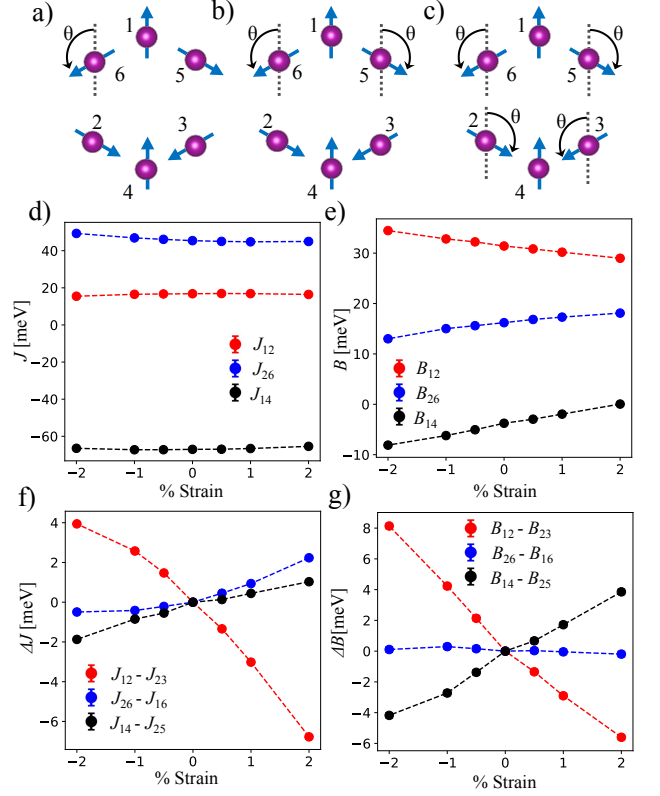 a) b) c)
θ 1 6 5
2 3 4
θ 1 θ 6 5
2 3 4
θ 1 θ 6 5
2 θ θ 3 4
d)
J [meV]
40
20
0
−20
−40
−60
J12
J26
J14
−2 −1 0 1 2
% Strain
e)
B [meV]
30
20
10
0
−10
B12
B26
B14
−2 −1 0 1 2
% Strain
f)
ΔJ [meV]
4
2
0
−2
−4
−6
J12 - J23
J26 - J16
J14 - J25
−2 −1 0 1 2
% Strain
g)
ΔB[meV]
8
6
4
2
0
−2
−4
−6
B12 - B23
B26 - B16
B14 - B25
−2 −1 0 1 2
% Strain